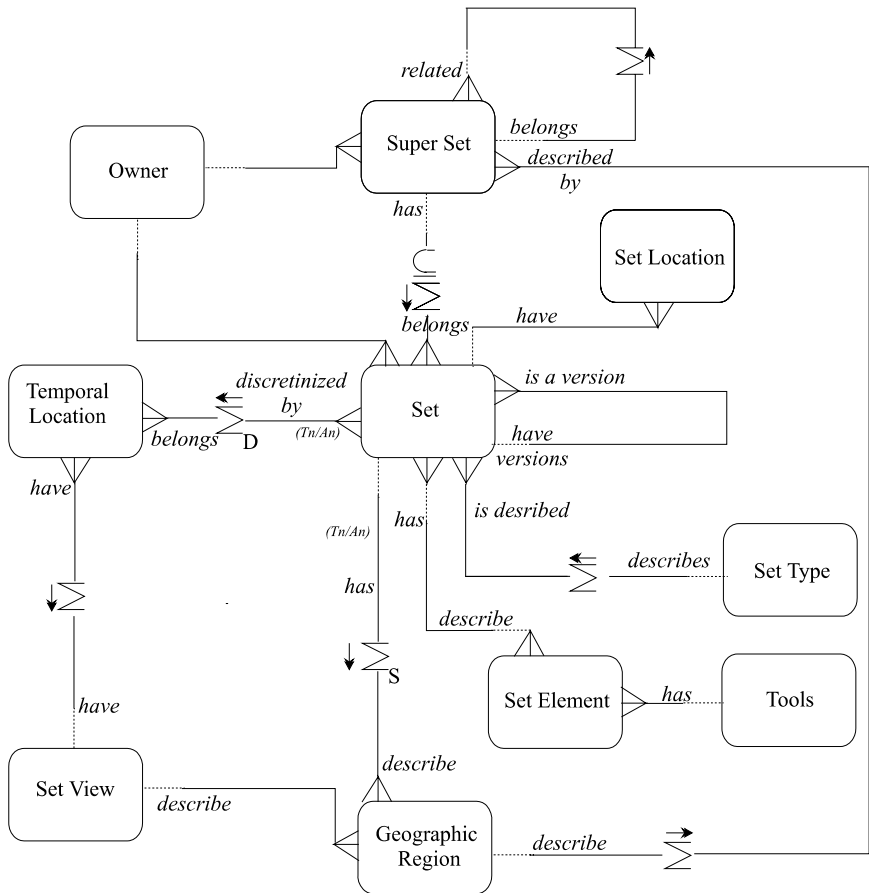 related
belongs
Super Set
described
by
Owner
has
Set Location
have
belongs
Temporal
Location
discretinized
by
Set
is a version
belongs
D
(Tn/An)
have
versions
have
has
is desribed
(Tn/An)
describes
Set Type
has
describe
S
Set Element
has
Tools
have
describe
Set View
describe
Geographic
Region
describe